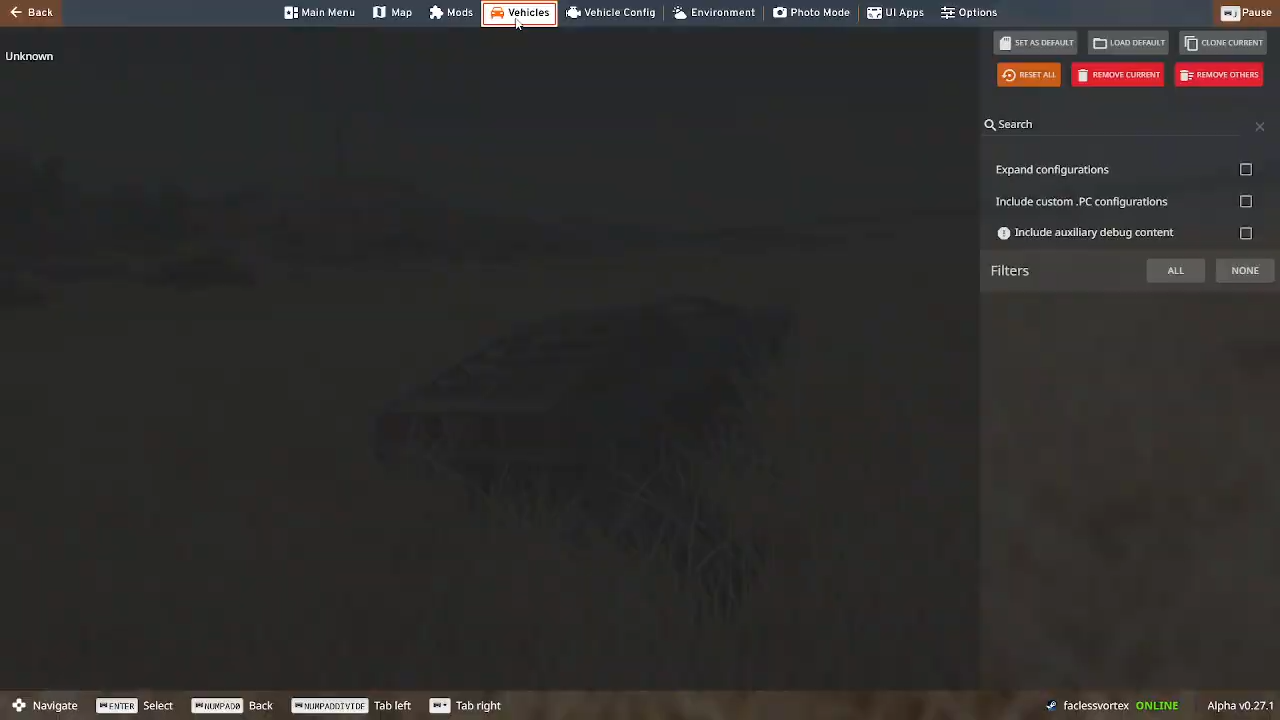 Back
Main Menu
Map
Mods
Vehicles
Vehicle Config
Environment
Photo Mode
UI Apps
Options
Pause
Unknown
SET AS DEFAULT
LOAD DEFAULT
CLONE CURRENT
RESET ALL
REMOVE CURRENT
REMOVE OTHERS
Search
Expand configurations
Include custom .PC configurations
Include auxiliary debug content
Filters
ALL
NONE
Navigate
ENTER Select
NUMPAD0 Back
NUMPADDIVIDE Tab left
Tab right
faclessvortex ONLINE
Alpha v0.27.1